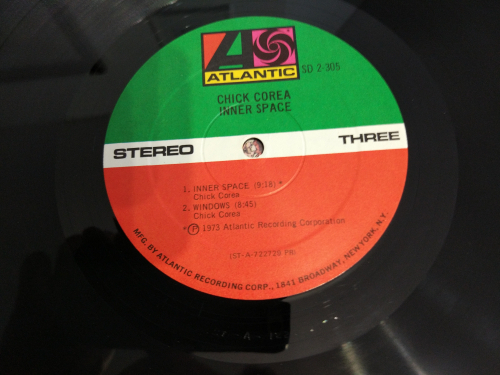 ATLANTIC
SD 2-305
CHICK COREA
INNER SPACE
STEREO
THREE
1. INNER SPACE (9:18) *
Chick Corea
2. WINDOWS (8:45)
Chick Corea
* Ⓟ 1973 Atlantic Recording Corporation
(ST-A-722720 PR)
MFG. BY ATLANTIC RECORDING CORP., 1841 BROADWAY, NEW YORK, N.Y.